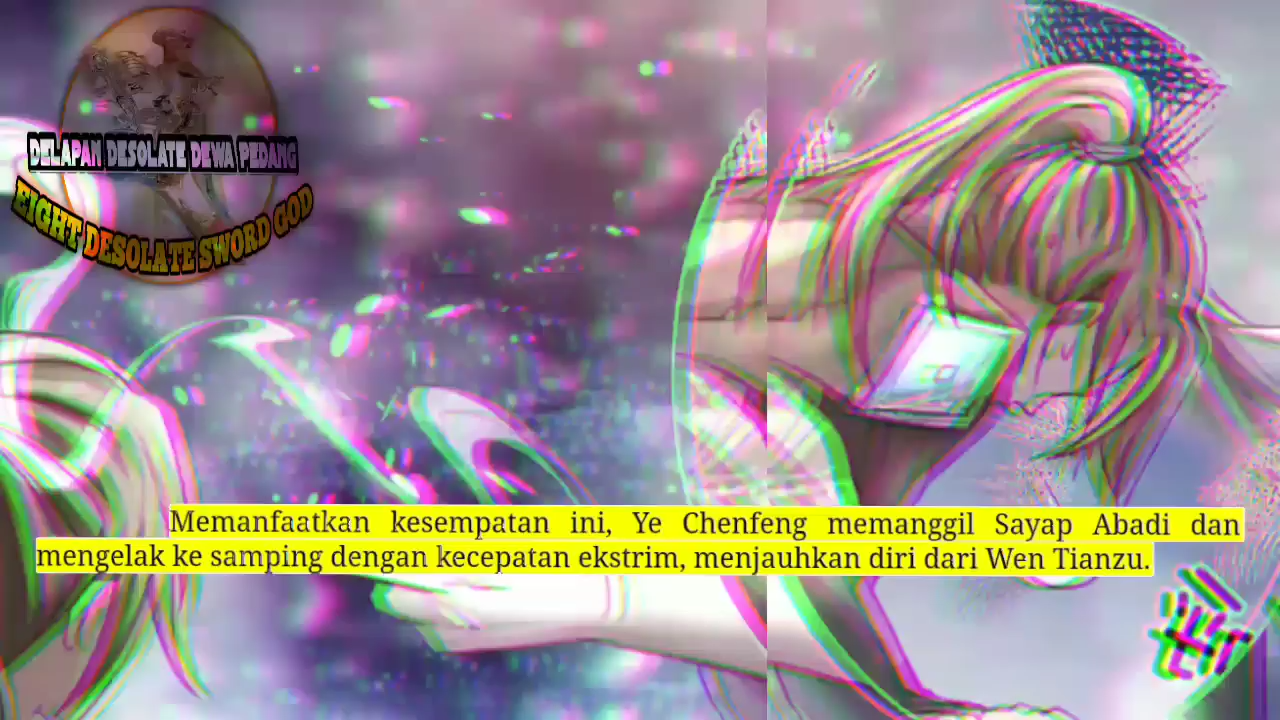 DELAPAN DESOLATE DEWA PEDANG
EIGHT DESOLATE SWORD GOD
Memanfaatkan kesempatan ini, Ye Chenfeng memanggil Sayap Abadi dan
mengelak ke samping dengan kecepatan ekstrim, menjauhkan diri dari Wen Tianzu.